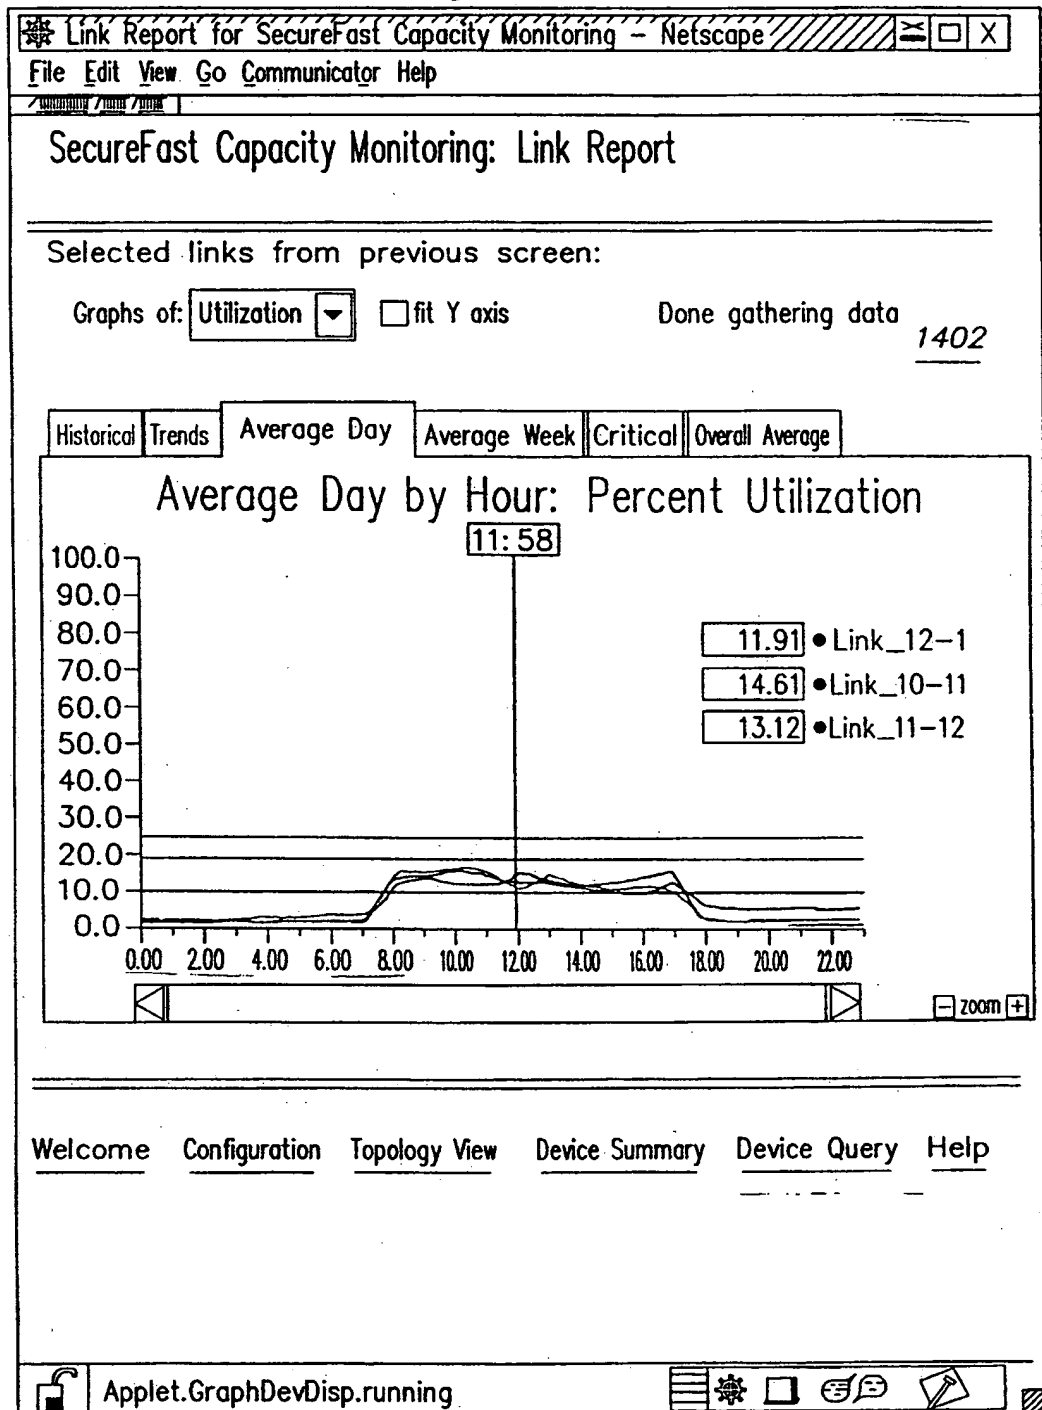 Link Report for SecureFast Capacity Monitoring – Netscape
File Edit View Go Communicator Help
SecureFast Capacity Monitoring: Link Report
Selected links from previous screen:
Graphs of: Utilization fit Y axis Done gathering data
1402
Historical Trends Average Day Average Week Critical Overall Average
Average Day by Hour: Percent Utilization
11:58
100.0
90.0
80.0
70.0
60.0
50.0
40.0
30.0
20.0
10.0
0.0
11.91 Link_12–1
14.61 Link_10–11
13.12 Link_11–12
0.00 2.00 4.00 6.00 8.00 10.00 12.00 14.00 16.00 18.00 20.00 22.00
zoom
Welcome Configuration Topology View Device Summary Device Query Help
Applet.GraphDevDisp.running